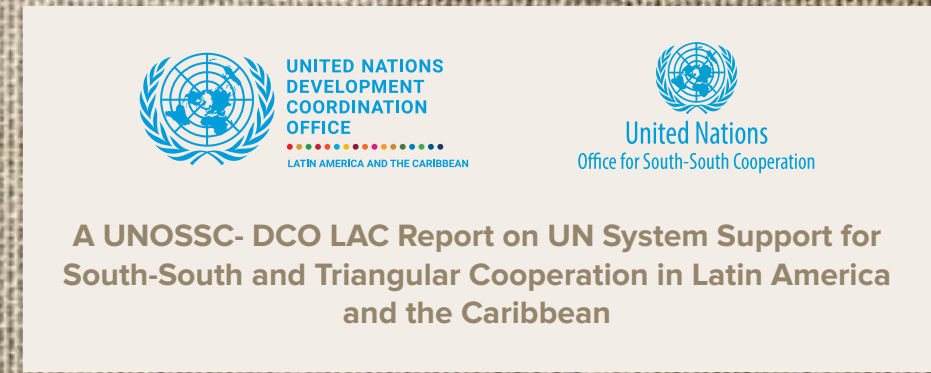 UNITED NATIONS
DEVELOPMENT
COORDINATION
OFFICE
LATIN AMERICA AND THE CARIBBEAN
United Nations
Office for South-South Cooperation
A UNOSSC- DCO LAC Report on UN System Support for
South-South and Triangular Cooperation in Latin America
and the Caribbean